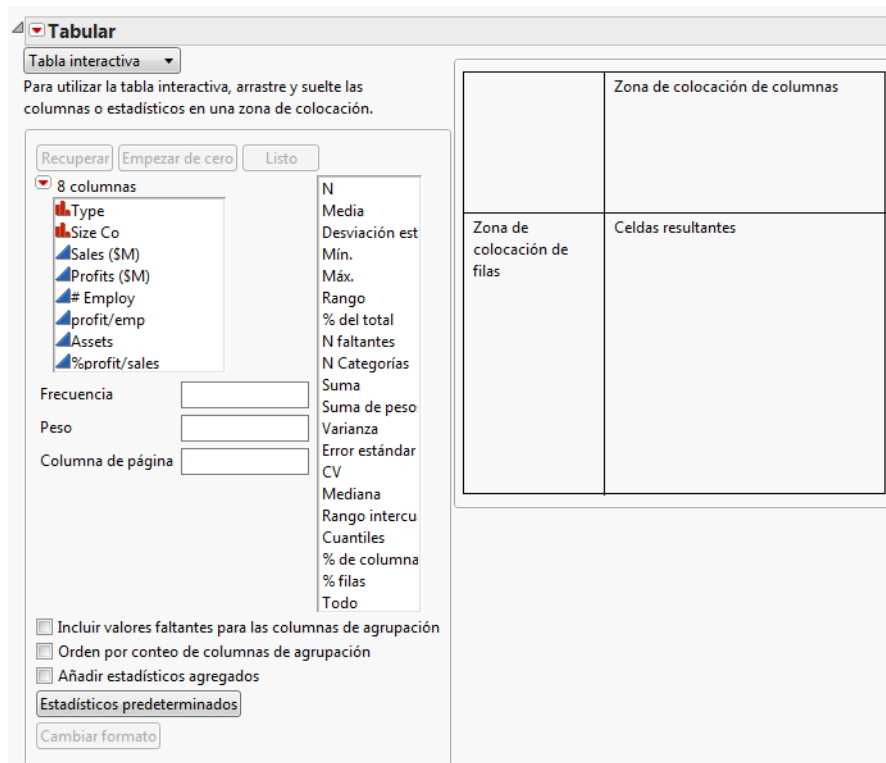 Tabular
Tabla interactiva
Para utilizar la tabla interactiva, arrastre y suelte las
columnas o estadísticos en una zona de colocación.
Recuperar Empezar de cero Listo
8 columnas
Type
Size Co
Sales ($M)
Profits ($M)
# Employ
profit/emp
Assets
%profit/sales
Frecuencia
Peso
Columna de página
N
Media
Desviación est
Mín.
Máx.
Rango
% del total
N faltantes
N Categorías
Suma
Suma de peso
Varianza
Error estándar
CV
Mediana
Rango intercu
Cuantiles
% de columna
% filas
Todo
Incluir valores faltantes para las columnas de agrupación
Orden por conteo de columnas de agrupación
Añadir estadísticos agregados
Estadísticos predeterminados
Cambiar formato
Zona de colocación de columnas
Zona de
colocación de
filas
Celdas resultantes